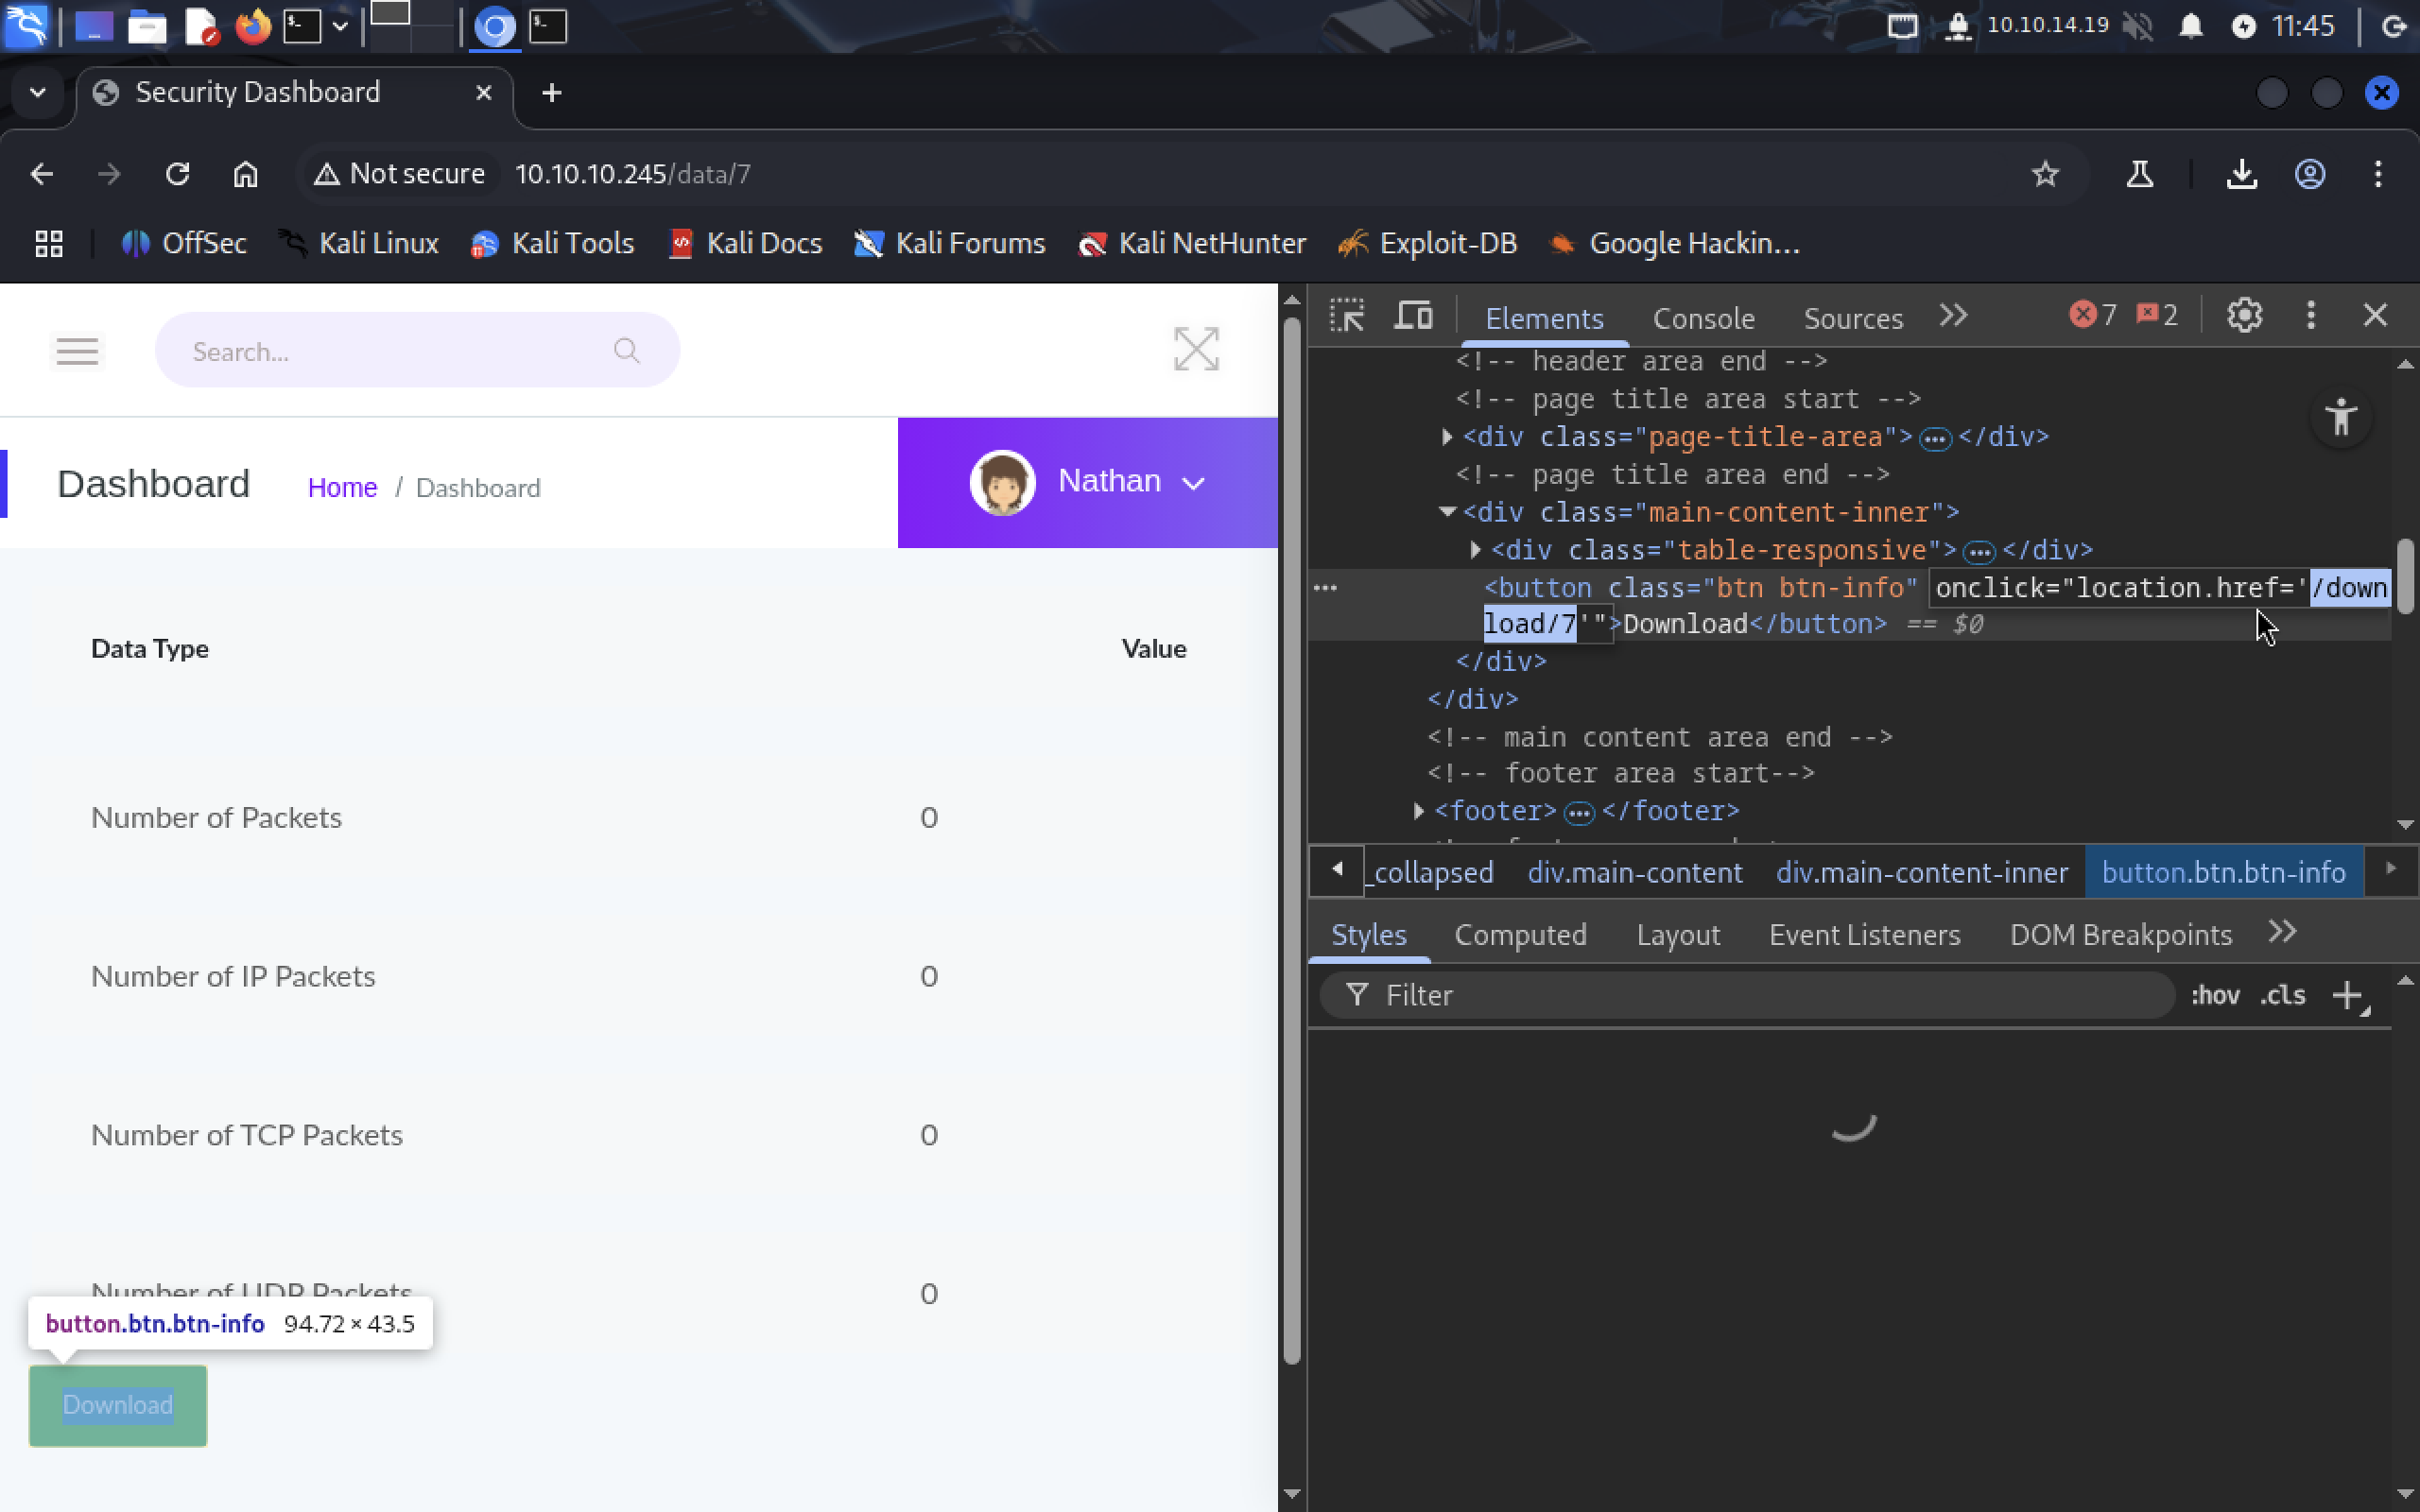 10.10.14.19
11:45
Security Dashboard
Not secure
10.10.10.245/data/7
OffSec
Kali Linux
Kali Tools
Kali Docs
Kali Forums
Kali NetHunter
Exploit-DB
Google Hackin…
Search...
Dashboard
Home / Dashboard
Nathan
Data Type
Value
Number of Packets
0
Number of IP Packets
0
Number of TCP Packets
0
Number of UDP Packets
0
button.btn.btn-info 94.72 × 43.5
Download
Elements
Console
Sources
7
2
<!-- header area end -->
<!-- page title area start -->
<div class="page-title-area"> … </div>
<!-- page title area end -->
<div class="main-content-inner">
<div class="table-responsive"> … </div>
<button class="btn btn-info" onclick="location.href='/down
load/7'">Download</button> == $0
</div>
</div>
<!-- main content area end -->
<!-- footer area start-->
<footer> … </footer>
_collapsed
div.main-content
div.main-content-inner
button.btn.btn-info
Styles
Computed
Layout
Event Listeners
DOM Breakpoints
Filter
:hov
.cls